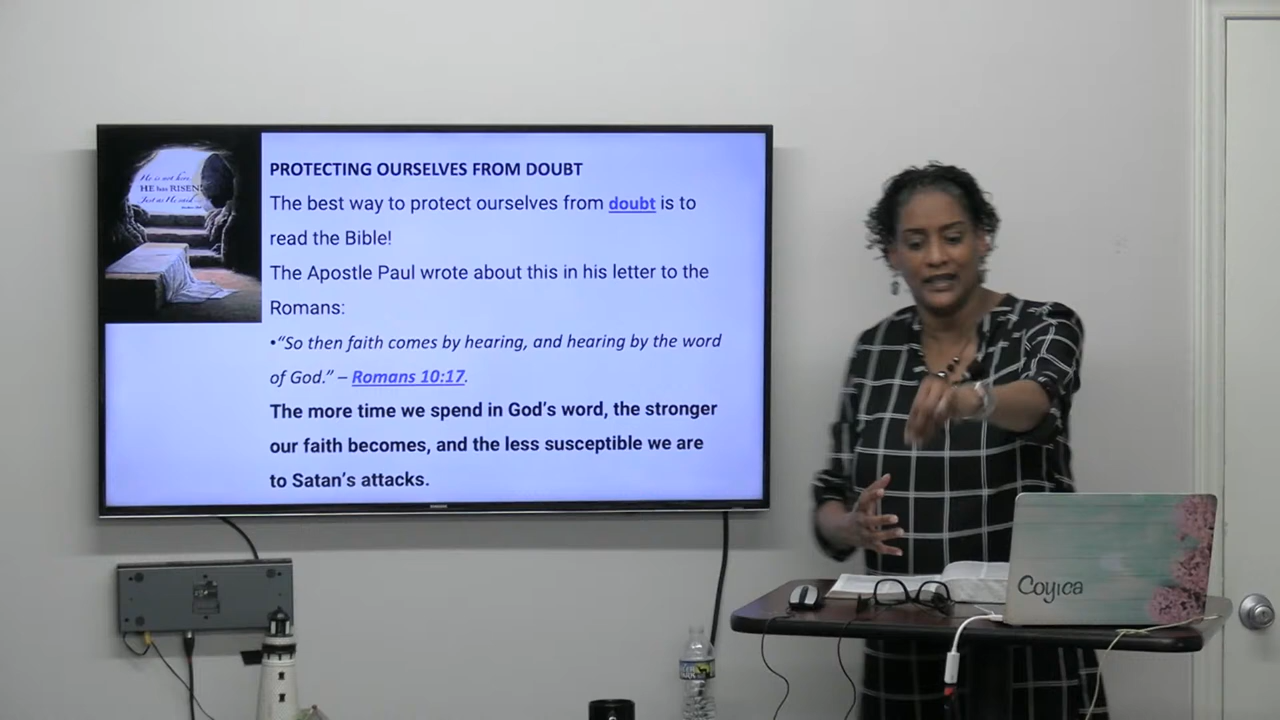 He is not here...
HE has RISEN!
Just as He said...
PROTECTING OURSELVES FROM DOUBT
The best way to protect ourselves from doubt is to
read the Bible!
The Apostle Paul wrote about this in his letter to the
Romans:
•“So then faith comes by hearing, and hearing by the word
of God.” – Romans 10:17.
The more time we spend in God’s word, the stronger
our faith becomes, and the less susceptible we are
to Satan’s attacks.
SAMSUNG
Coyica